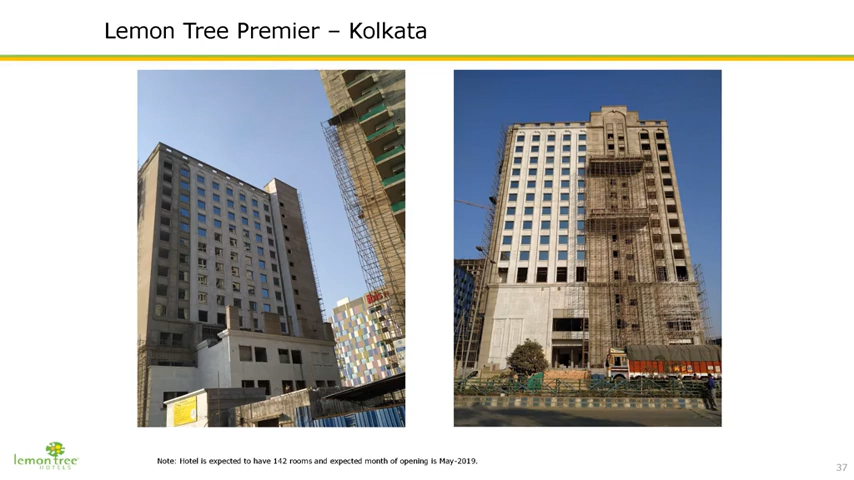 Lemon Tree Premier – Kolkata
ibis
lemon tree
HOTELS
Note: Hotel is expected to have 142 rooms and expected month of opening is May-2019.
37